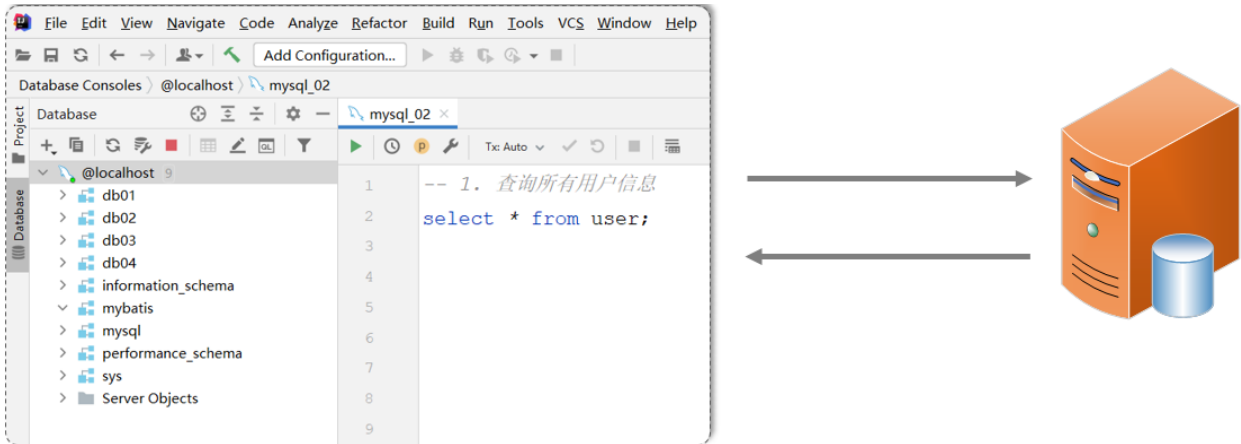 File Edit View Navigate Code Analyze Refactor Build Run Tools VCS Window Help
Add Configuration...
Database Consoles 〉 @localhost 〉 mysql_02
Project
Database
Database
mysql_02
Tx: Auto
@localhost 9
db01
db02
db03
db04
information_schema
mybatis
mysql
performance_schema
sys
Server Objects
1 -- 1. 查询所有用户信息
2 select * from user;
3
4
5
6
7
8
9